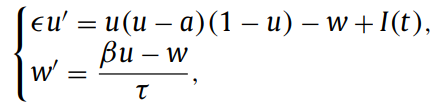 ϵu′ = u(u − a)(1 − u) − w + I(t),
w′ = (βu − w)/τ,